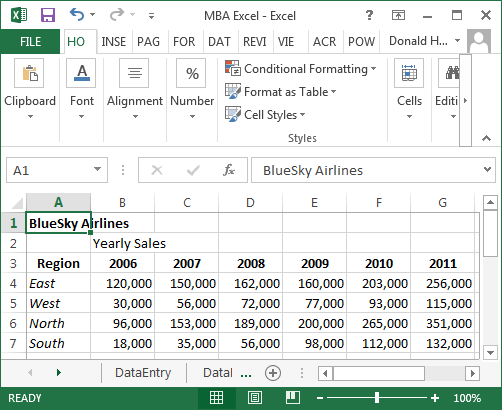 MBA Excel - Excel
FILE HO INSE PAG FOR DAT REVI VIE ACR POW Donald H...
Clipboard
Font
Alignment
%
Number
Conditional Formatting
Format as Table
Cell Styles
Styles
Cells
Editi
A1 fx BlueSky Airlines
A B C D E F G
1 BlueSky Airlines
2 Yearly Sales
3 Region 2006 2007 2008 2009 2010 2011
4 East 120,000 150,000 162,000 160,000 203,000 256,000
5 West 30,000 56,000 72,000 77,000 93,000 115,000
6 North 96,000 153,000 189,000 200,000 265,000 351,000
7 South 18,000 35,000 56,000 98,000 112,000 132,000
DataEntry Datal ...
READY 100%